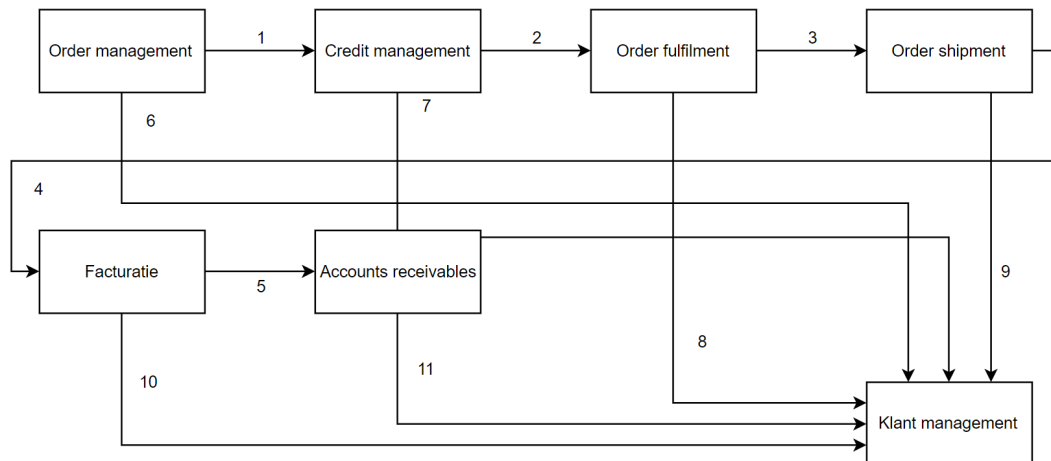 Order management
1
Credit management
2
Order fulfilment
3
Order shipment
6
7
4
Facturatie
5
Accounts receivables
9
8
10
11
Klant management